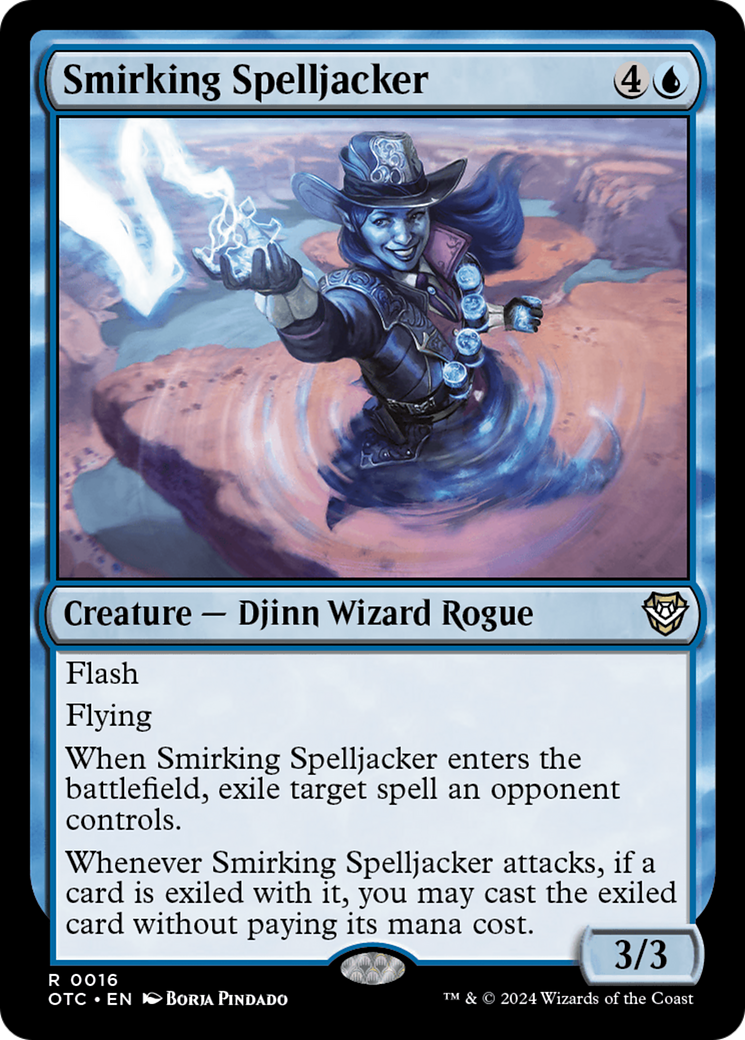 Smirking Spelljacker 4
Creature — Djinn Wizard Rogue
Flash
Flying
When Smirking Spelljacker enters the
battlefield, exile target spell an opponent
controls.
Whenever Smirking Spelljacker attacks, if a
card is exiled with it, you may cast the exiled
card without paying its mana cost.
3/3
R 0016
OTC • EN Borja Pindado
™ & © 2024 Wizards of the Coast